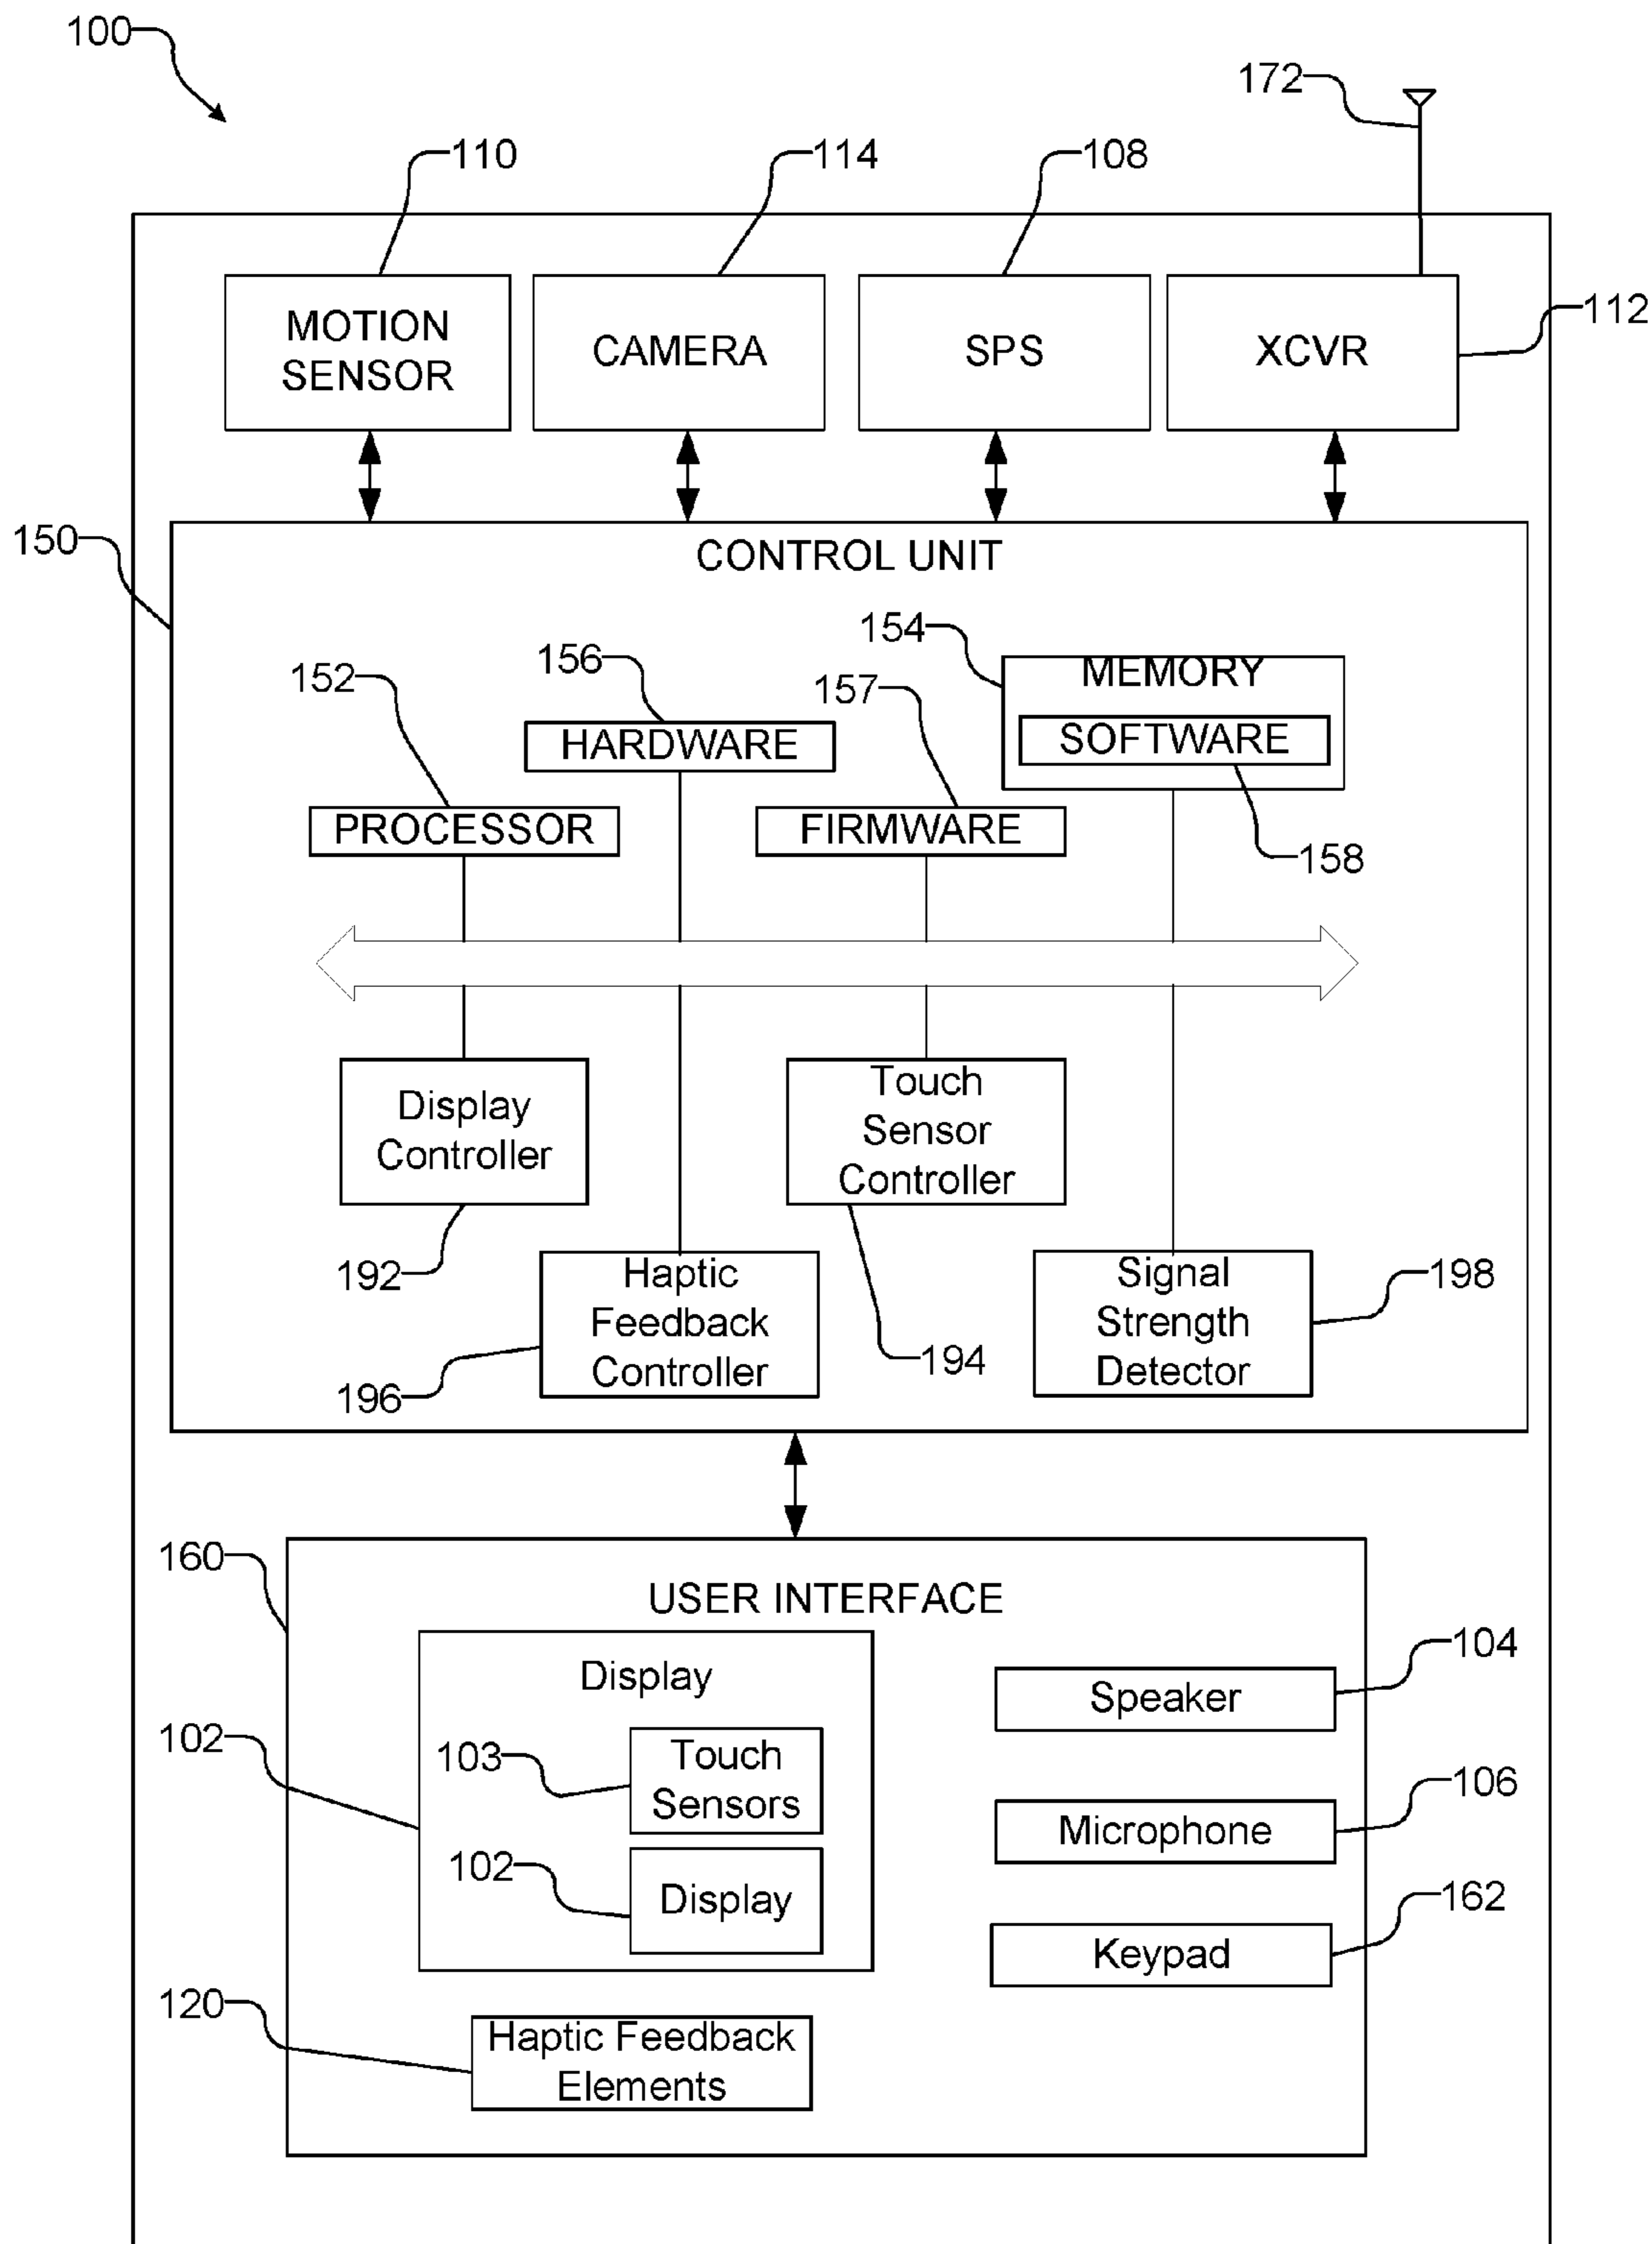 100
172
110
114
108
MOTION
SENSOR
CAMERA
SPS
XCVR
112
150
CONTROL UNIT
154
156
152
157
MEMORY
HARDWARE
SOFTWARE
PROCESSOR
FIRMWARE
158
Display
Controller
Touch
Sensor
Controller
192
Haptic
Feedback
Controller
194
Signal
Strength
Detector
198
196
160
USER INTERFACE
Display
104
Speaker
102
103
Touch
Sensors
106
Microphone
102
Display
162
Keypad
120
Haptic Feedback
Elements